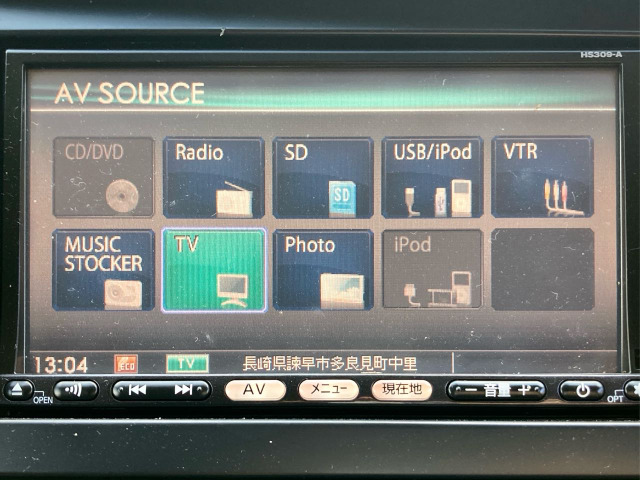 HS309-A
AV SOURCE
CD/DVD
Radio
SD
SD
USB/iPod
VTR
MUSIC
STOCKER
TV
Photo
iPod
13:04
ECO
TV
長崎県諫早市多良見町中里
OPEN
AV
メニュー
現在地
− 音量 +
OPT